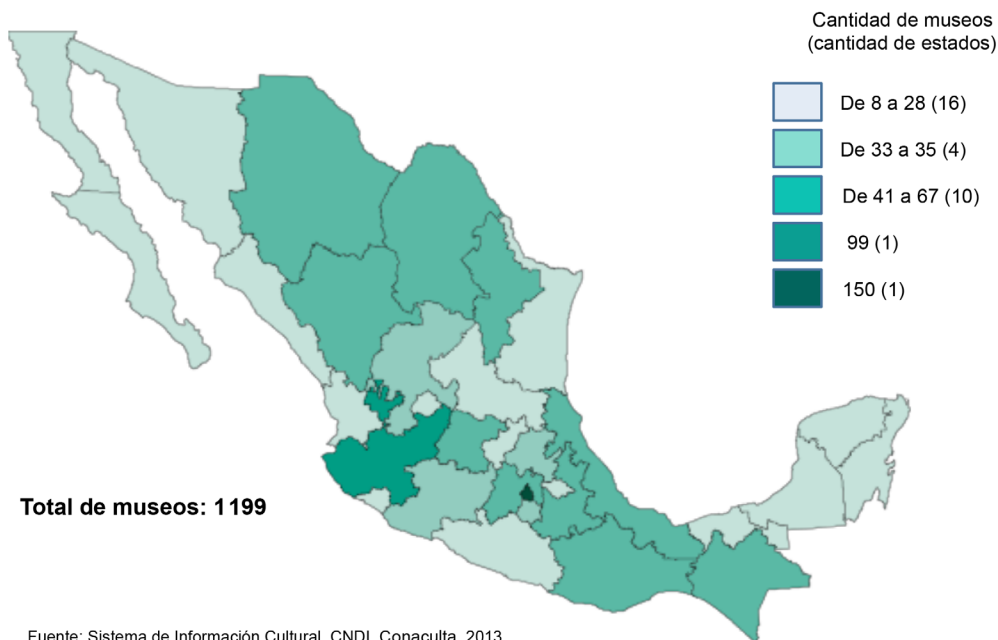 Cantidad de museos
(cantidad de estados)
De 8 a 28 (16)
De 33 a 35 (4)
De 41 a 67 (10)
99 (1)
150 (1)
Total de museos: 1199
Fuente: Sistema de Información Cultural, CNDI, Conaculta, 2013